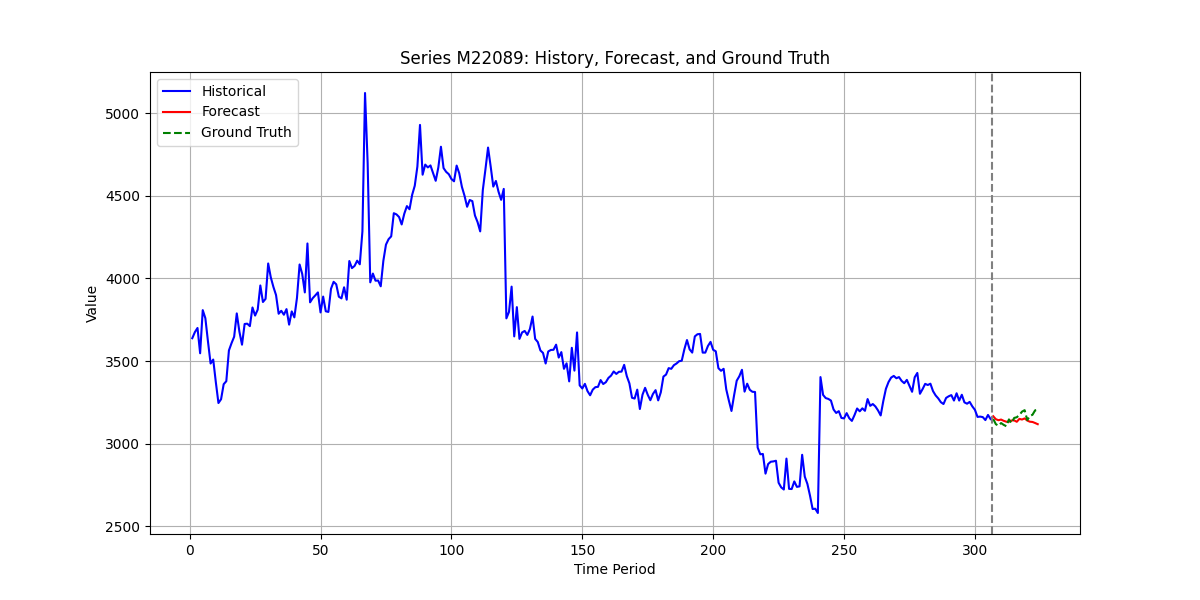 Series M22089: History, Forecast, and Ground Truth
Historical
Forecast
Ground Truth
5000
4500
4000
3500
3000
2500
Value
0 50 100 150 200 250 300
Time Period